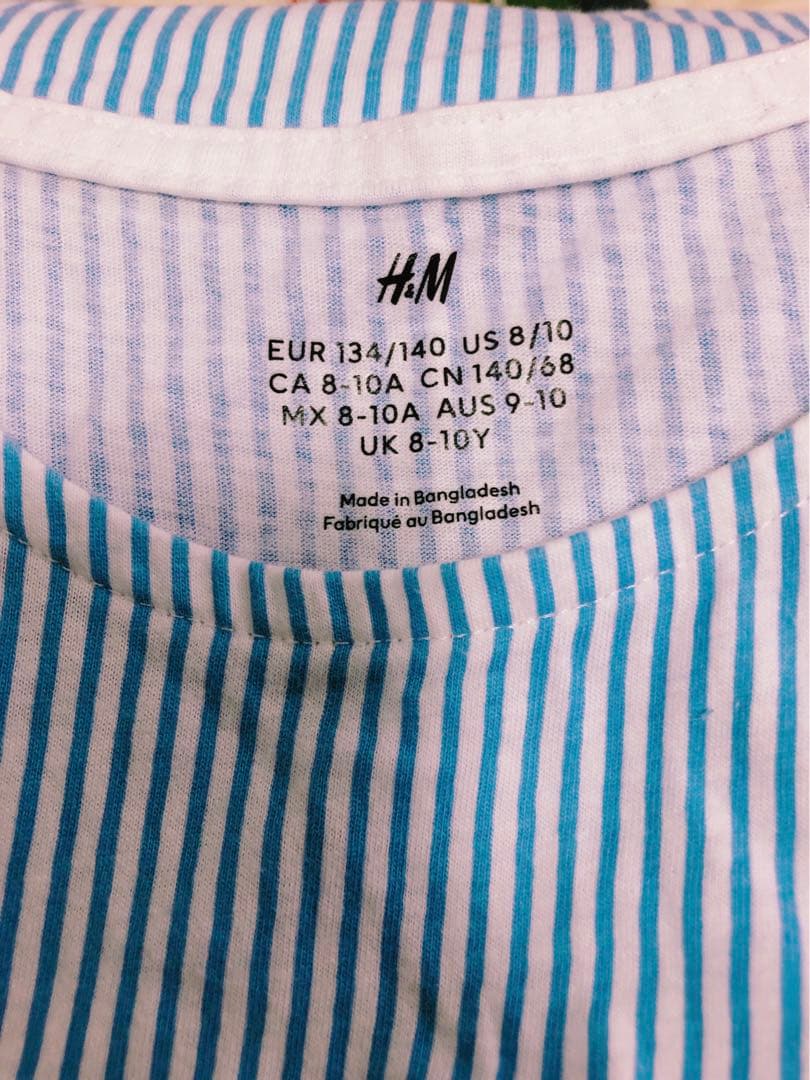 H&M
EUR 134/140 US 8/10
CA 8-10A CN 140/68
MX 8-10A AUS 9-10
UK 8-10Y
Made in Bangladesh
Fabriqué au Bangladesh